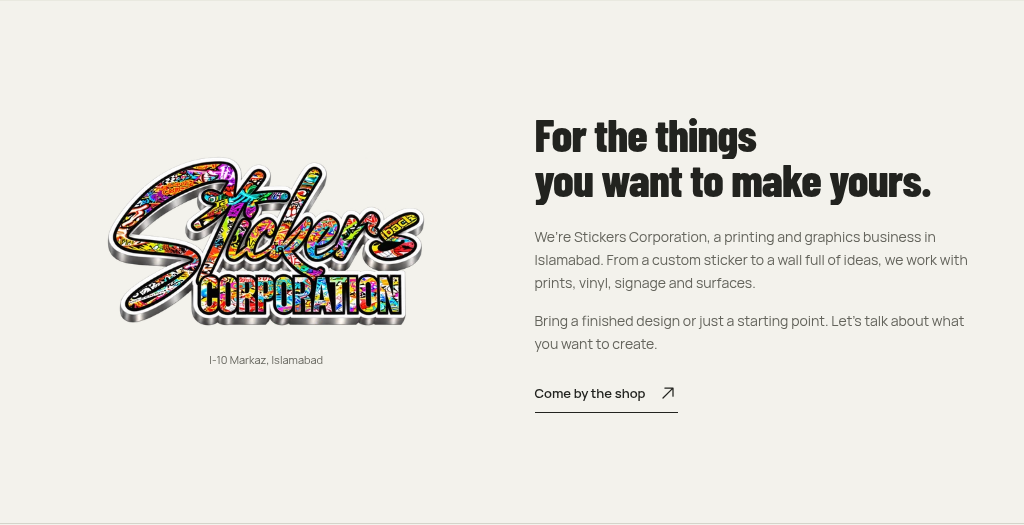 For the things
you want to make yours.
Stickers
back
CORPORATION
We're Stickers Corporation, a printing and graphics business in
Islamabad. From a custom sticker to a wall full of ideas, we work with
prints, vinyl, signage and surfaces.
Bring a finished design or just a starting point. Let's talk about what
you want to create.
I-10 Markaz, Islamabad
Come by the shop